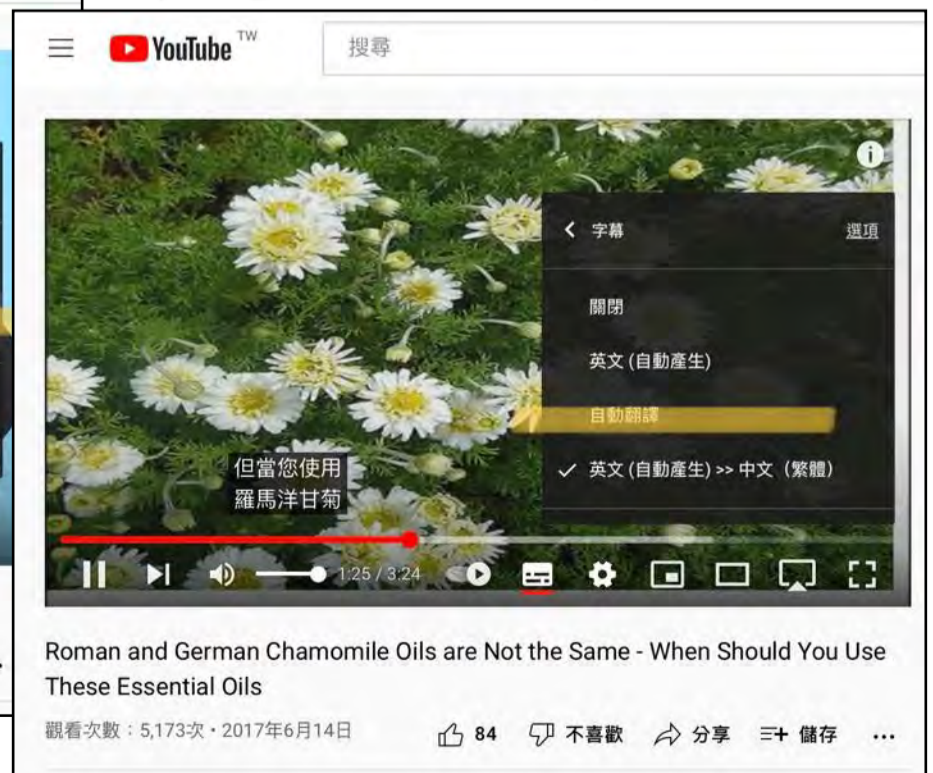 YouTube TW
搜尋
字幕
選項
關閉
英文 (自動產生)
自動翻譯
英文 (自動產生) >> 中文（繁體）
但當您使用
羅馬洋甘菊
1:25 / 3:24
Roman and German Chamomile Oils are Not the Same - When Should You Use
These Essential Oils
觀看次數：5,173次・2017年6月14日
84 不喜歡 分享 儲存